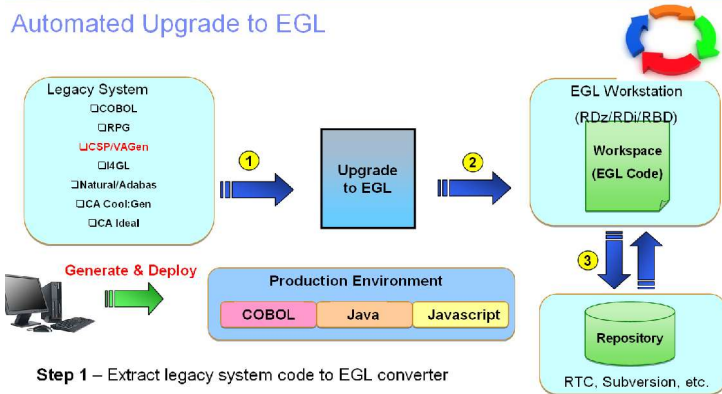 Automated Upgrade to EGL
Legacy System
❑COBOL
❑RPG
❑CSP/VAGen
❑I4GL
❑Natural/Adabas
❑CA Cool:Gen
❑CA Ideal
1
Upgrade
to EGL
2
EGL Workstation
(RDz/RDi/RBD)
Workspace
(EGL Code)
3
Generate & Deploy
Production Environment
COBOL
Java
Javascript
Repository
RTC, Subversion, etc.
Step 1 – Extract legacy system code to EGL converter